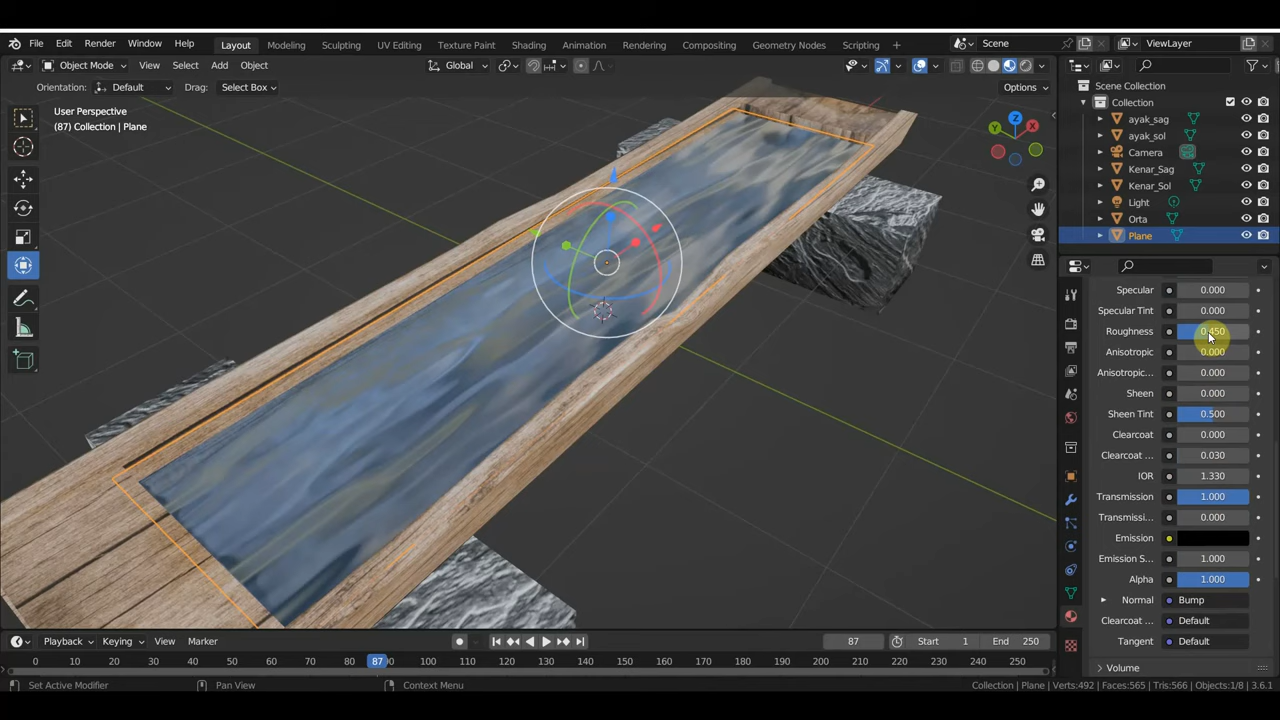 File Edit Render Window Help Layout Modeling Sculpting UV Editing Texture Paint Shading Animation Rendering Compositing Geometry Nodes Scripting + Scene ViewLayer
Object Mode View Select Add Object Global Options
Orientation: Default Drag: Select Box
User Perspective
(87) Collection | Plane
Z
X
Y
Scene Collection
Collection
ayak_sag
ayak_sol
Camera
Kenar_Sag
Kenar_Sol
Light
Orta
Plane
Specular 0.000
Specular Tint 0.000
Roughness 0.450
Anisotropic 0.000
Anisotropic... 0.000
Sheen 0.000
Sheen Tint 0.500
Clearcoat 0.000
Clearcoat ... 0.030
IOR 1.330
Transmission 1.000
Transmissi... 0.000
Emission
Emission S... 1.000
Alpha 1.000
Normal Bump
Clearcoat ... Default
Tangent Default
Volume
Playback Keying View Marker 87 Start 1 End 250
0 10 20 30 40 50 60 70 87 90 100 110 120 130 140 150 160 170 180 190 200 210 220 230 240 250
Set Active Modifier Pan View Context Menu Collection | Plane | Verts:492 | Faces:565 | Tris:566 | Objects:1/8 | 3.6.1